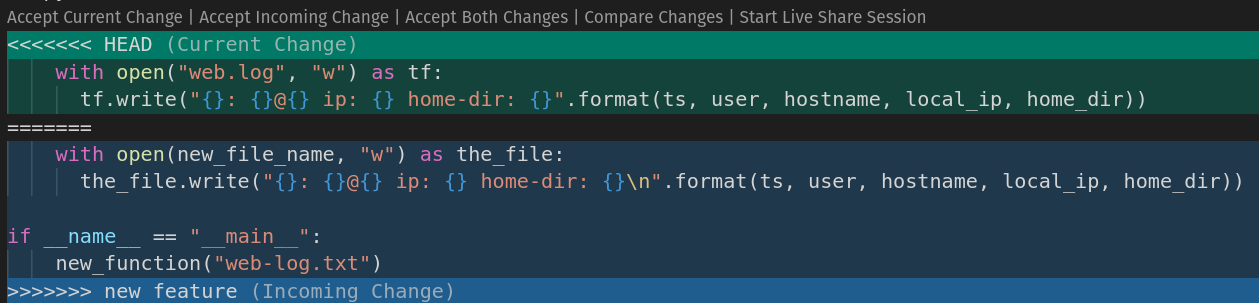 Accept Current Change | Accept Incoming Change | Accept Both Changes | Compare Changes | Start Live Share Session
<<<<<<< HEAD (Current Change)
    with open("web.log", "w") as tf:
      tf.write("{}: {}@{} ip: {} home-dir: {}".format(ts, user, hostname, local_ip, home_dir))
=======
    with open(new_file_name, "w") as the_file:
      the_file.write("{}: {}@{} ip: {} home-dir: {}\n".format(ts, user, hostname, local_ip, home_dir))

if __name__ == "__main__":
    new_function("web-log.txt")
>>>>>>> new feature (Incoming Change)